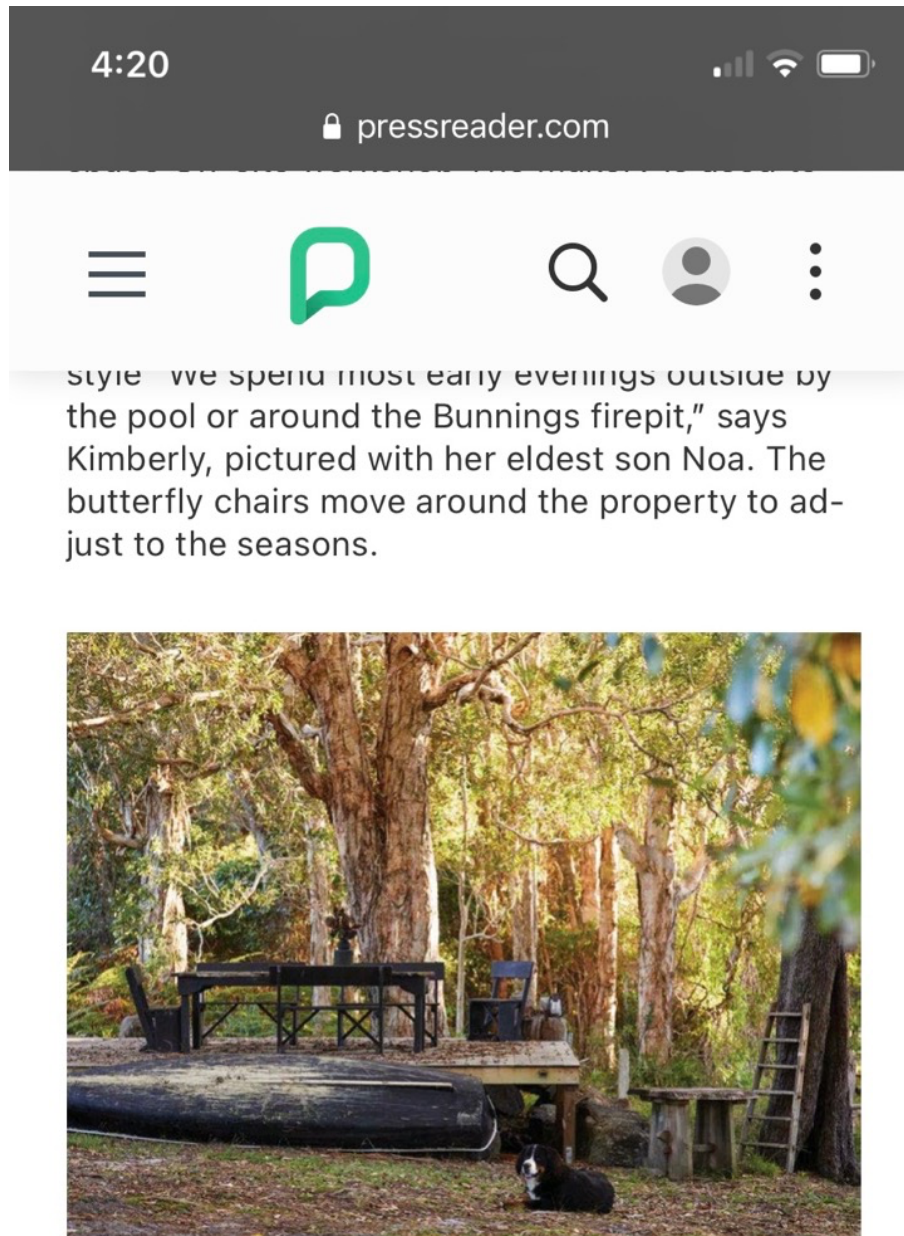 4:20
pressreader.com
style "We spend most early evenings outside by
the pool or around the Bunnings firepit,” says
Kimberly, pictured with her eldest son Noa. The
butterfly chairs move around the property to ad-
just to the seasons.